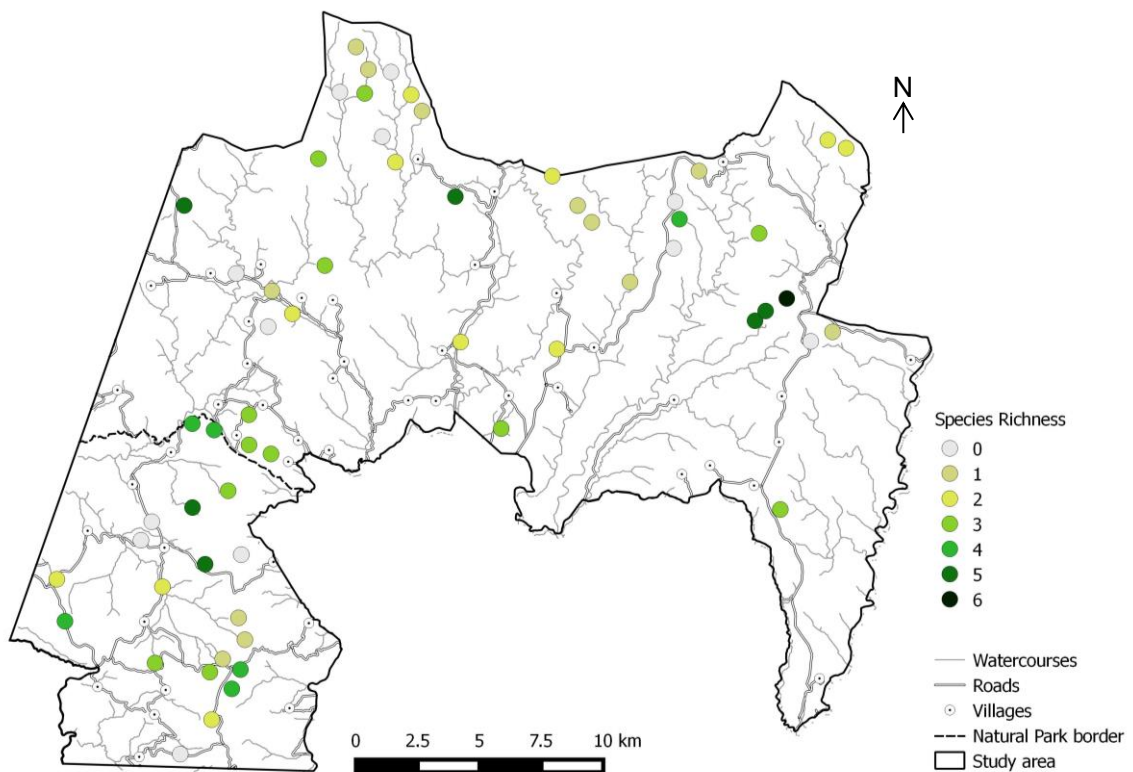 N
Species Richness
0
1
2
3
4
5
6
Watercourses
Roads
Villages
Natural Park border
Study area
0 2.5 5 7.5 10 km